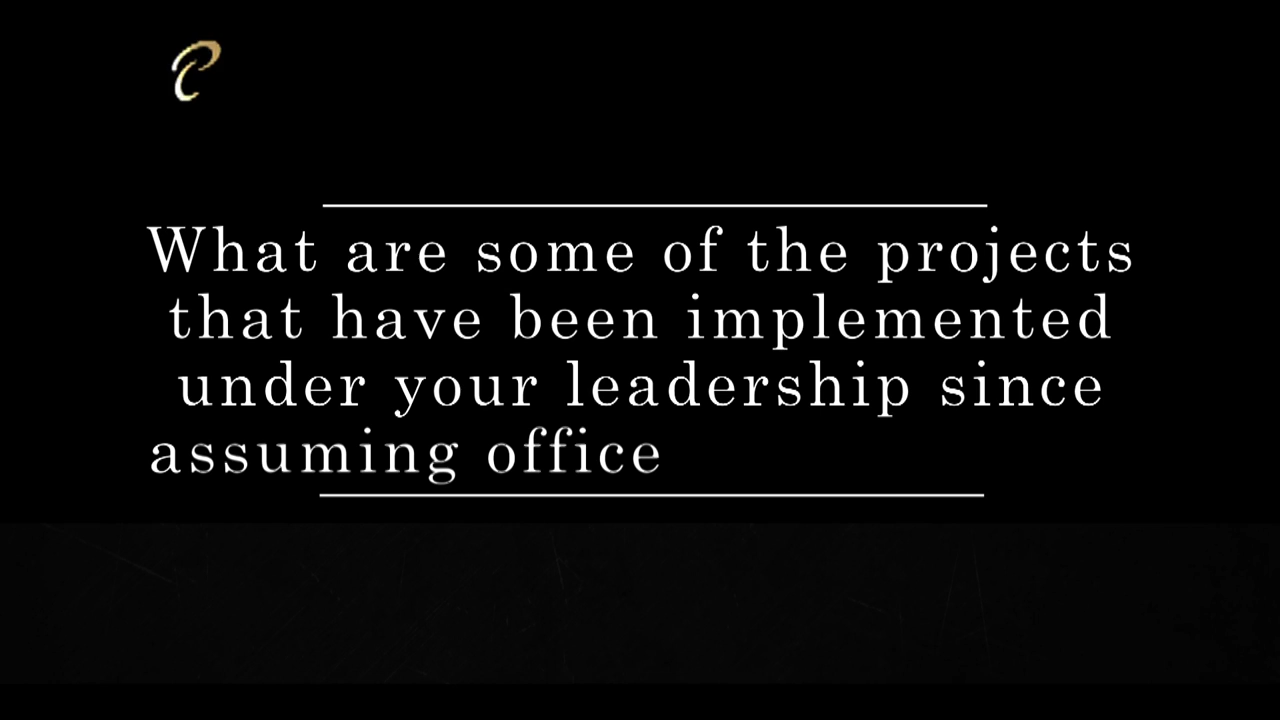 What are some of the projects
that have been implemented
under your leadership since
assuming office